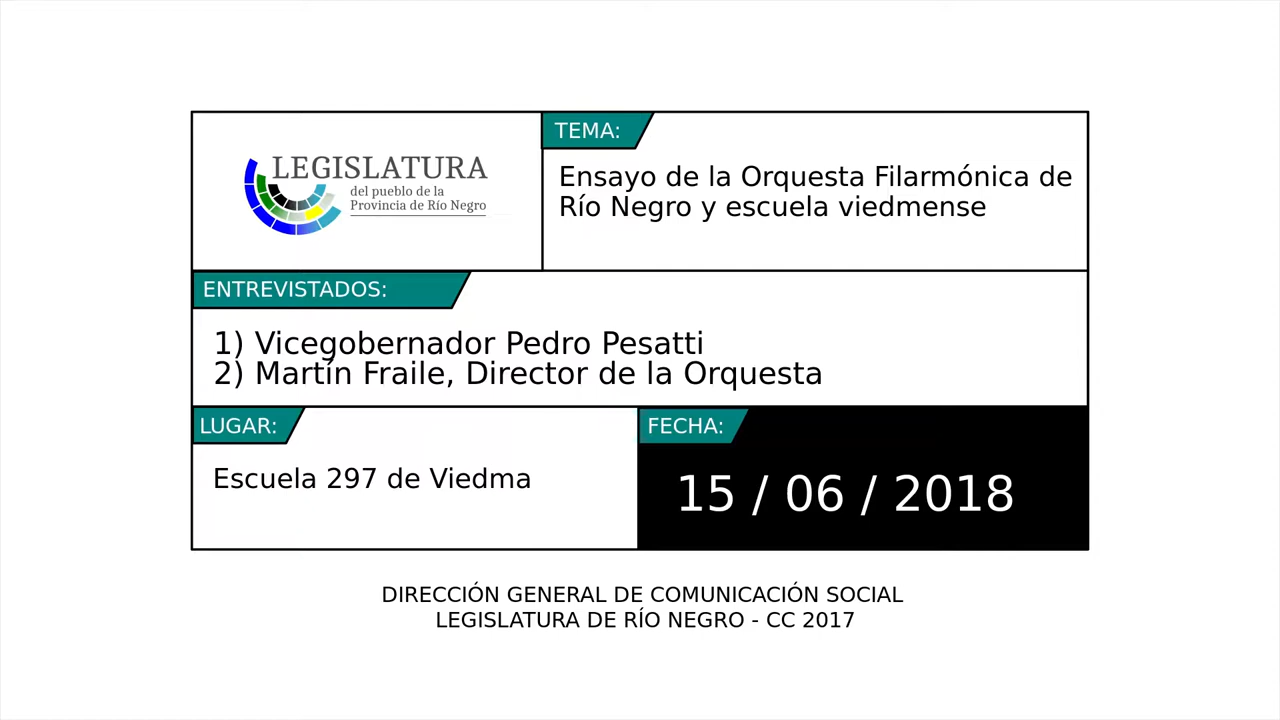 LEGISLATURA
del pueblo de la
Provincia de Río Negro
TEMA:
Ensayo de la Orquesta Filarmónica de
Río Negro y escuela viedmense
ENTREVISTADOS:
1) Vicegobernador Pedro Pesatti
2) Martín Fraile, Director de la Orquesta
LUGAR:
Escuela 297 de Viedma
FECHA:
15 / 06 / 2018
DIRECCIÓN GENERAL DE COMUNICACIÓN SOCIAL
LEGISLATURA DE RÍO NEGRO - CC 2017